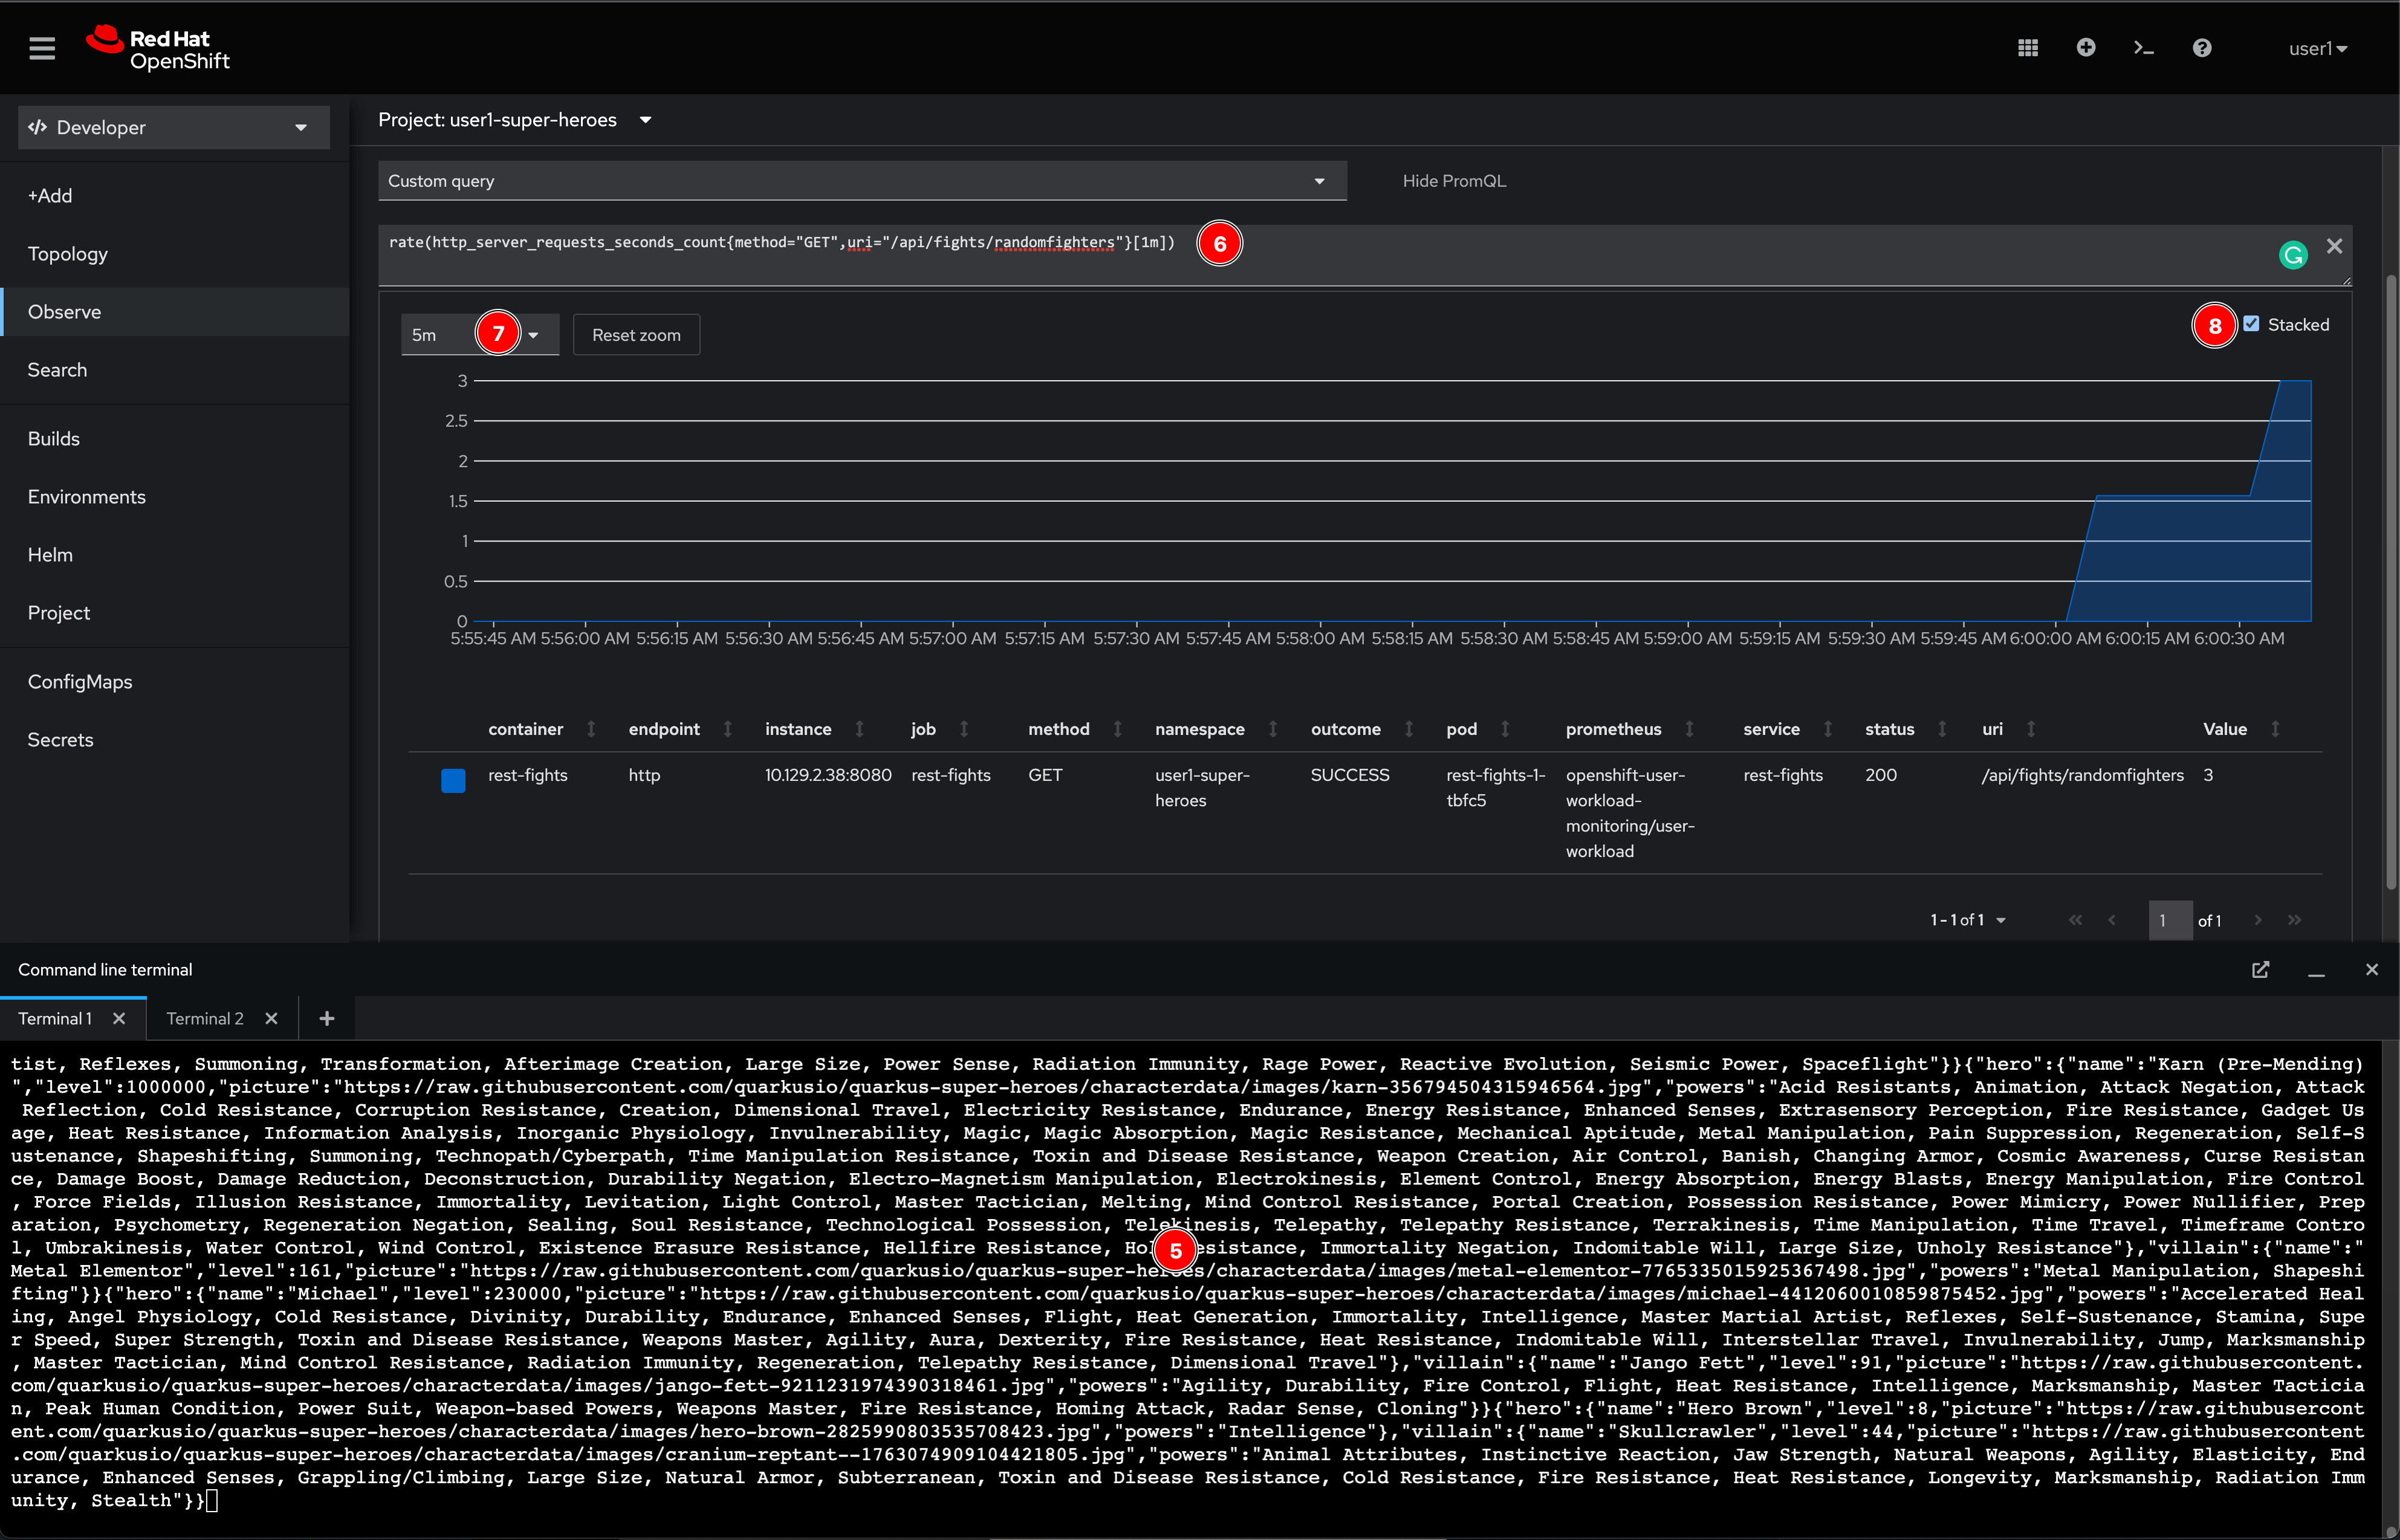 Red Hat
OpenShift
user1
Developer
+Add
Topology
Observe
Search
Builds
Environments
Helm
Project
ConfigMaps
Secrets
Project: user1-super-heroes
Custom query
Hide PromQL
rate(http_server_requests_seconds_count{method="GET",uri="/api/fights/randomfighters"}[1m])
6
5m
7
Reset zoom
8
Stacked
3
2.5
2
1.5
1
0.5
0
5:55:45 AM 5:56:00 AM 5:56:15 AM 5:56:30 AM 5:56:45 AM 5:57:00 AM 5:57:15 AM 5:57:30 AM 5:57:45 AM 5:58:00 AM 5:58:15 AM 5:58:30 AM 5:58:45 AM 5:59:00 AM 5:59:15 AM 5:59:30 AM 5:59:45 AM 6:00:00 AM 6:00:15 AM 6:00:30 AM
container endpoint instance job method namespace outcome pod prometheus service status uri Value
rest-fights http 10.129.2.38:8080 rest-fights GET user1-super- SUCCESS rest-fights-1- openshift-user- rest-fights 200 /api/fights/randomfighters 3
heroes tbfc5 workload-
monitoring/user-
workload
1 - 1 of 1
1 of 1
Command line terminal
Terminal 1
Terminal 2
tist, Reflexes, Summoning, Transformation, Afterimage Creation, Large Size, Power Sense, Radiation Immunity, Rage Power, Reactive Evolution, Seismic Power, Spaceflight"}}{"hero":{"name":"Karn (Pre-Mending)
","level":1000000,"picture":"https://raw.githubusercontent.com/quarkusio/quarkus-super-heroes/characterdata/images/karn-356794504315946564.jpg","powers":"Acid Resistants, Animation, Attack Negation, Attack
Reflection, Cold Resistance, Corruption Resistance, Creation, Dimensional Travel, Electricity Resistance, Endurance, Energy Resistance, Enhanced Senses, Extrasensory Perception, Fire Resistance, Gadget Us
age, Heat Resistance, Information Analysis, Inorganic Physiology, Invulnerability, Magic, Magic Absorption, Magic Resistance, Mechanical Aptitude, Metal Manipulation, Pain Suppression, Regeneration, Self-S
ustenance, Shapeshifting, Summoning, Technopath/Cyberpath, Time Manipulation Resistance, Toxin and Disease Resistance, Weapon Creation, Air Control, Banish, Changing Armor, Cosmic Awareness, Curse Resistan
ce, Damage Boost, Damage Reduction, Deconstruction, Durability Negation, Electro-Magnetism Manipulation, Electrokinesis, Element Control, Energy Absorption, Energy Blasts, Energy Manipulation, Fire Control
, Force Fields, Illusion Resistance, Immortality, Levitation, Light Control, Master Tactician, Melting, Mind Control Resistance, Portal Creation, Possession Resistance, Power Mimicry, Power Nullifier, Prep
aration, Psychometry, Regeneration Negation, Sealing, Soul Resistance, Technological Possession, Telekinesis, Telepathy, Telepathy Resistance, Terrakinesis, Time Manipulation, Time Travel, Timeframe Contro
l, Umbrakinesis, Water Control, Wind Control, Existence Erasure Resistance, Hellfire Resistance, 5 Immortality Negation, Indomitable Will, Large Size, Unholy Resistance"},"villain":{"name":"
Metal Elementor","level":161,"picture":"https://raw.githubusercontent.com/quarkusio/quarkus-super-heroes/characterdata/images/metal-elementor-7765335015925367498.jpg","powers":"Metal Manipulation, Shapeshi
fting"}}{"hero":{"name":"Michael","level":230000,"picture":"https://raw.githubusercontent.com/quarkusio/quarkus-super-heroes/characterdata/images/michael-4412060010859875452.jpg","powers":"Accelerated Heal
ing, Angel Physiology, Cold Resistance, Divinity, Durability, Endurance, Enhanced Senses, Flight, Heat Generation, Immortality, Intelligence, Master Martial Artist, Reflexes, Self-Sustenance, Stamina, Supe
r Speed, Super Strength, Toxin and Disease Resistance, Weapons Master, Agility, Aura, Dexterity, Fire Resistance, Heat Resistance, Indomitable Will, Interstellar Travel, Invulnerability, Jump, Marksmanship
, Master Tactician, Mind Control Resistance, Radiation Immunity, Regeneration, Telepathy Resistance, Dimensional Travel"},"villain":{"name":"Jango Fett","level":91,"picture":"https://raw.githubusercontent.
com/quarkusio/quarkus-super-heroes/characterdata/images/jango-fett-9211231974390318461.jpg","powers":"Agility, Durability, Fire Control, Flight, Heat Resistance, Intelligence, Marksmanship, Master Tacticia
n, Peak Human Condition, Power Suit, Weapon-based Powers, Weapons Master, Fire Resistance, Homing Attack, Radar Sense, Cloning"}}{"hero":{"name":"Hero Brown","level":8,"picture":"https://raw.githubusercont
ent.com/quarkusio/quarkus-super-heroes/characterdata/images/hero-brown-2825990803535708423.jpg","powers":"Intelligence"},"villain":{"name":"Skullcrawler","level":44,"picture":"https://raw.githubusercontent
.com/quarkusio/quarkus-super-heroes/characterdata/images/cranium-reptant--1763074909104421805.jpg","powers":"Animal Attributes, Instinctive Reaction, Jaw Strength, Natural Weapons, Agility, Elasticity, End
urance, Enhanced Senses, Grappling/Climbing, Large Size, Natural Armor, Subterranean, Toxin and Disease Resistance, Cold Resistance, Fire Resistance, Heat Resistance, Longevity, Marksmanship, Radiation Imm
unity, Stealth"}}